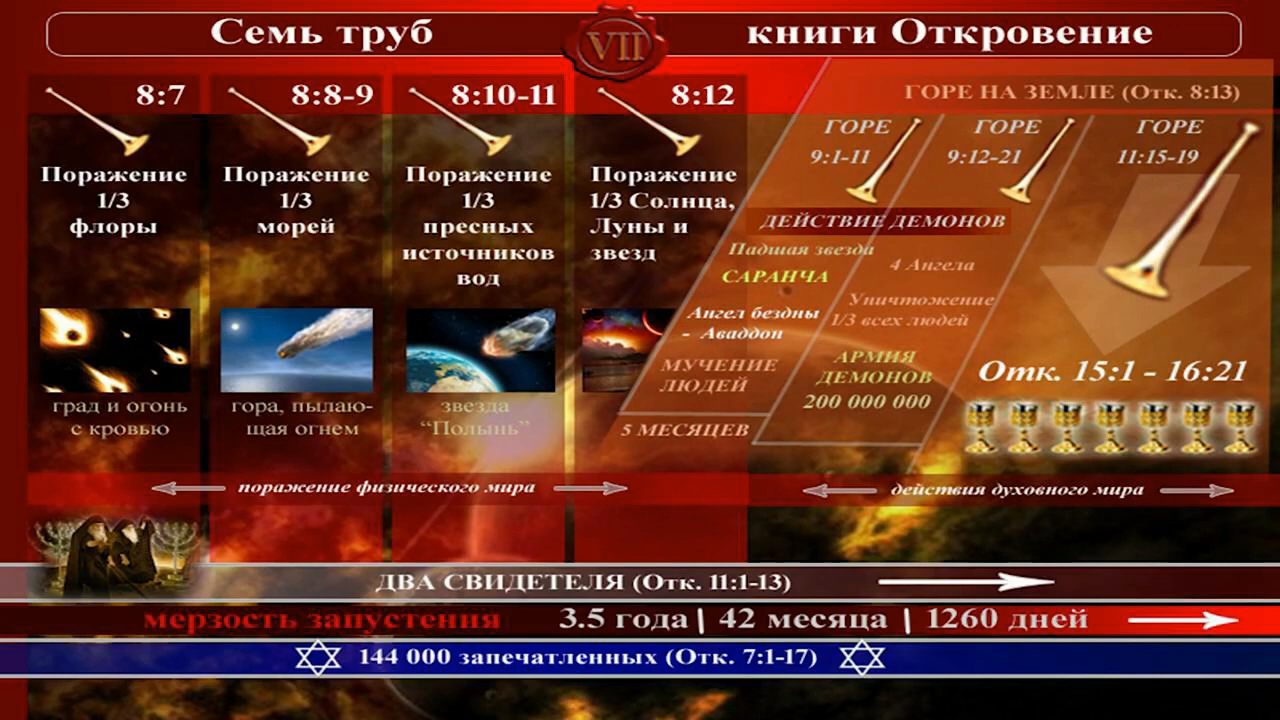 Семь труб VII книги Откровение
8:7
Поражение
1/3
флоры
град и огонь
с кровью
8:8-9
Поражение
1/3
морей
гора, пылаю-
щая огнем
8:10-11
Поражение
1/3
пресных
источников
вод
звезда
“Полынь”
8:12
Поражение
1/3 Солнца,
Луны и
звезд
ГОРЕ НА ЗЕМЛЕ (Отк. 8:13)
ГОРЕ
9:1-11
ГОРЕ
9:12-21
ГОРЕ
11:15-19
ДЕЙСТВИЕ ДЕМОНОВ
Падшая звезда
САРАНЧА
Ангел бездны
- Аваддон
МУЧЕНИЕ
ЛЮДЕЙ
5 МЕСЯЦЕВ
4 Ангела
Уничтожение
1/3 всех людей
АРМИЯ
ДЕМОНОВ
200 000 000
Отк. 15:1 - 16:21
поражение физического мира
действия духовного мира
ДВА СВИДЕТЕЛЯ (Отк. 11:1-13)
мерзость запустения 3.5 года | 42 месяца | 1260 дней
144 000 запечатленных (Отк. 7:1-17)